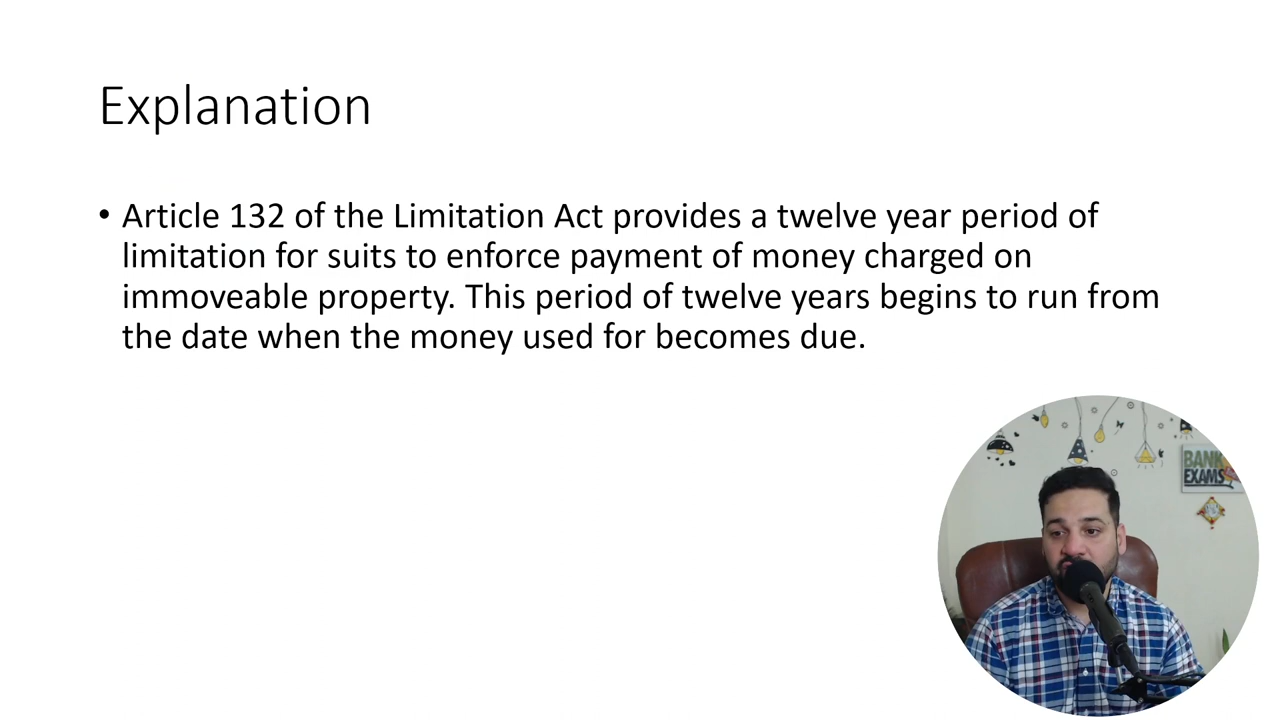 Explanation
• Article 132 of the Limitation Act provides a twelve year period of
limitation for suits to enforce payment of money charged on
immoveable property. This period of twelve years begins to run from
the date when the money used for becomes due.
BANK
EXAMS